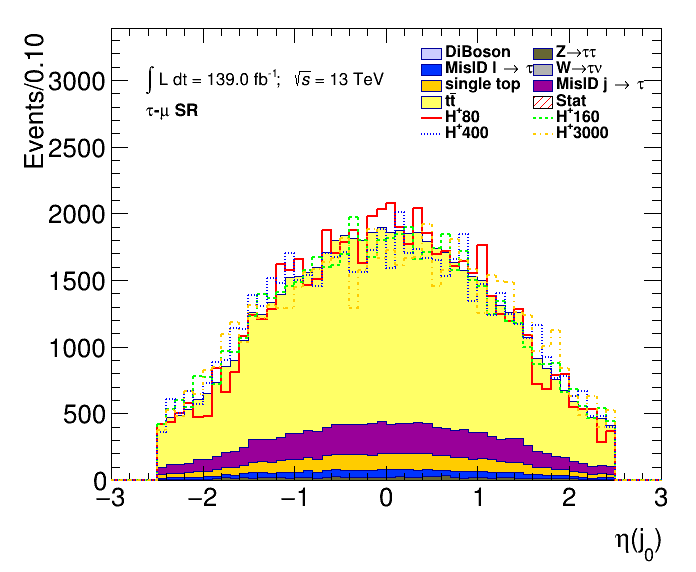 Events/0.10
3000
2500
2000
1500
1000
500
0
∫ L dt = 139.0 fb⁻¹; √s = 13 TeV
τ-μ SR
DiBoson Z→ττ
MisID l → τ W→τν
single top MisID j → τ
tt̄ Stat
H⁺80 H⁺160
H⁺400 H⁺3000
−3 −2 −1 0 1 2 3
η(j₀)